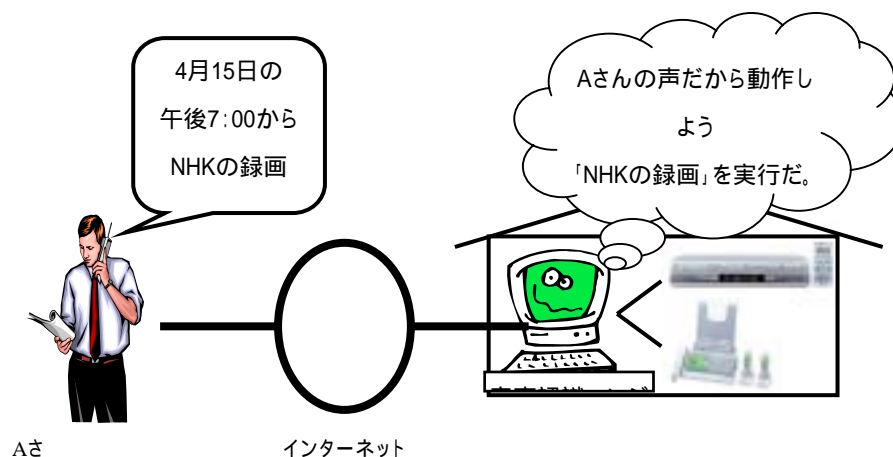 4月15日の
午後7:00から
NHKの録画
Aさんの声だから動作し
よう
「NHKの録画」を実行だ。
Aさ
インターネット